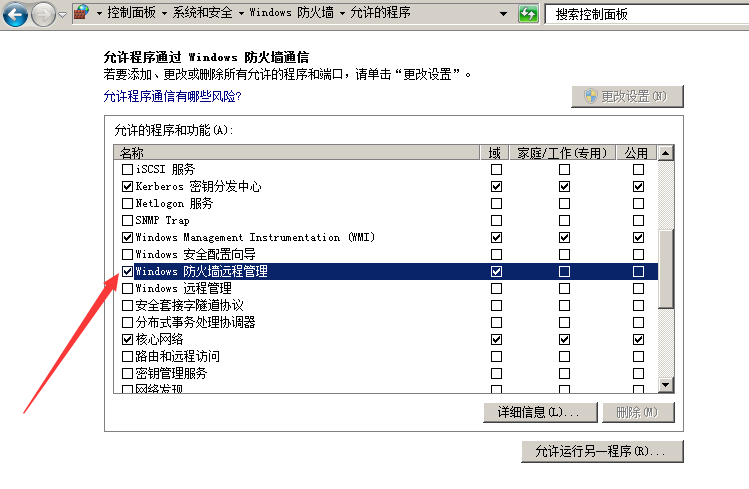 控制面板 系统和安全 Windows 防火墙 允许的程序 搜索控制面板
允许程序通过 Windows 防火墙通信
若要添加、更改或删除所有允许的程序和端口，请单击“更改设置”。
允许程序通信有哪些风险?
更改设置(N)
允许的程序和功能(A):
名称 域 家庭/工作(专用) 公用
iSCSI 服务
Kerberos 密钥分发中心
Netlogon 服务
SNMP Trap
Windows Management Instrumentation (WMI)
Windows 安全配置向导
Windows 防火墙远程管理
Windows 远程管理
安全套接字隧道协议
分布式事务处理协调器
核心网络
路由和远程访问
密钥管理服务
网络发现
详细信息(L)... 删除(M)
允许运行另一程序(R)...